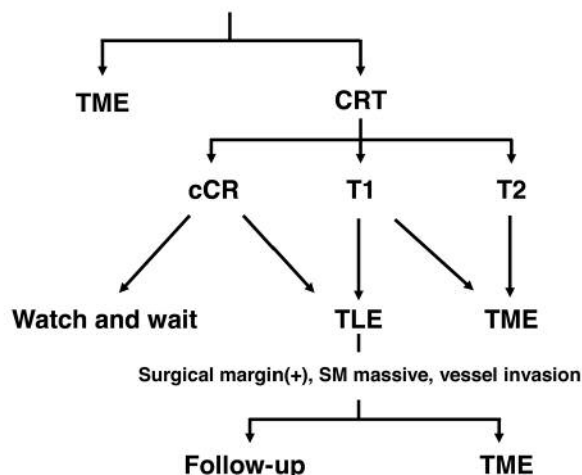 TME CRT
cCR T1 T2
Watch and wait TLE TME
Surgical margin(+), SM massive, vessel invasion
Follow-up TME